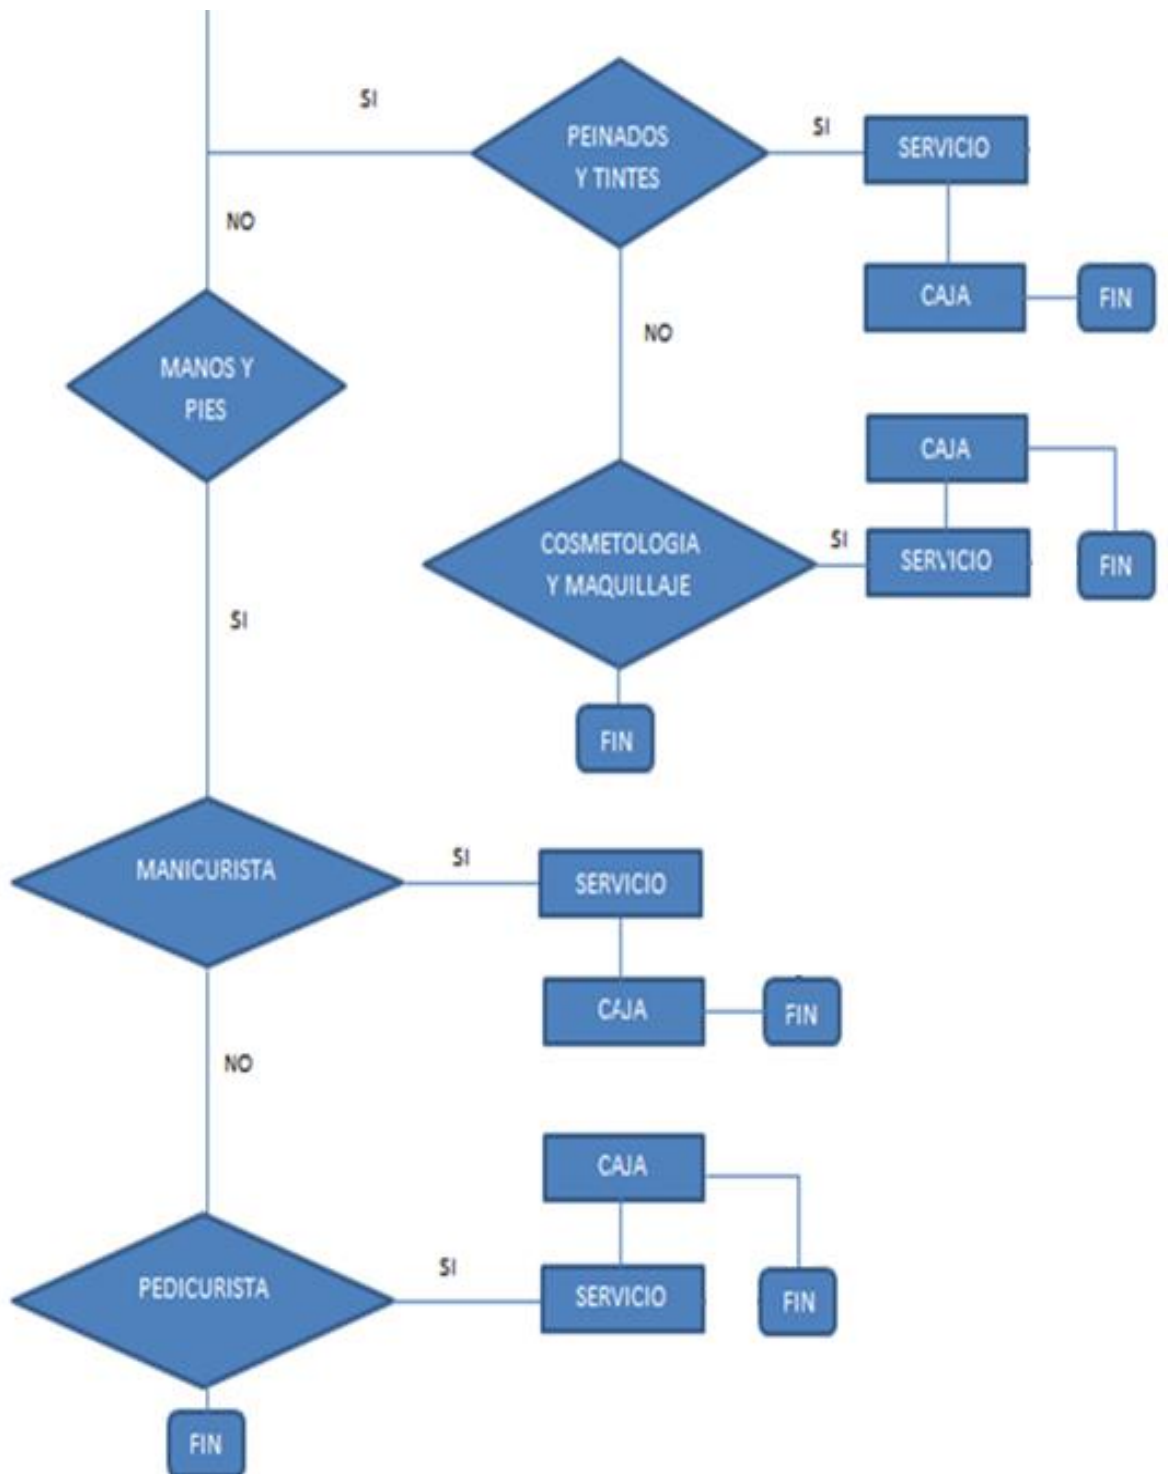 SI
PEINADOS
Y TINTES
SI
SERVICIO
NO
CAJA
FIN
NO
MANOS Y
PIES
CAJA
COSMETOLOGIA
Y MAQUILLAJE
SI
SERVICIO
FIN
SI
FIN
MANICURISTA
SI
SERVICIO
CAJA
FIN
NO
CAJA
PEDICURISTA
SI
SERVICIO
FIN
FIN